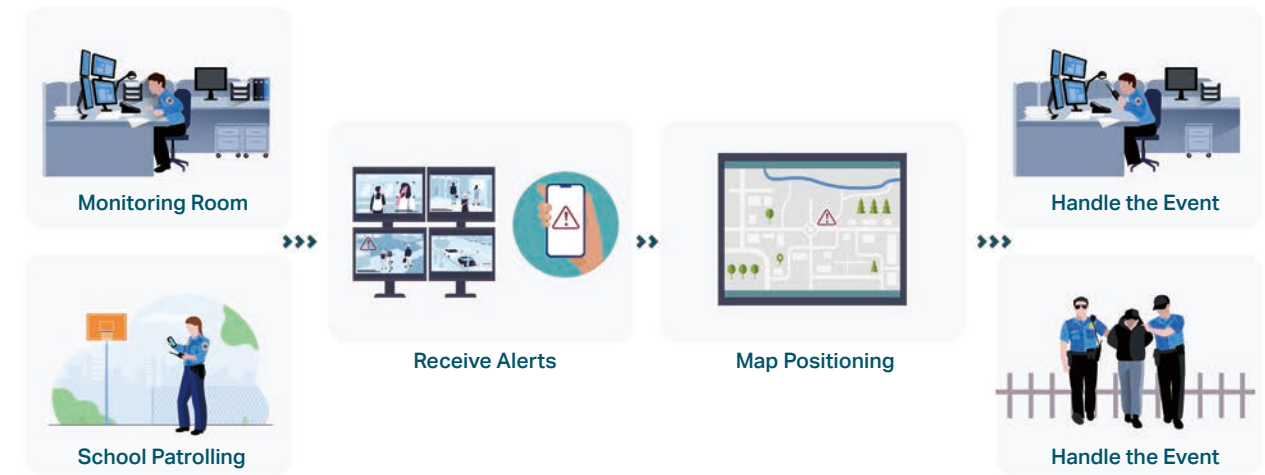 Monitoring Room
School Patrolling
Receive Alerts
Map Positioning
Handle the Event
Handle the Event